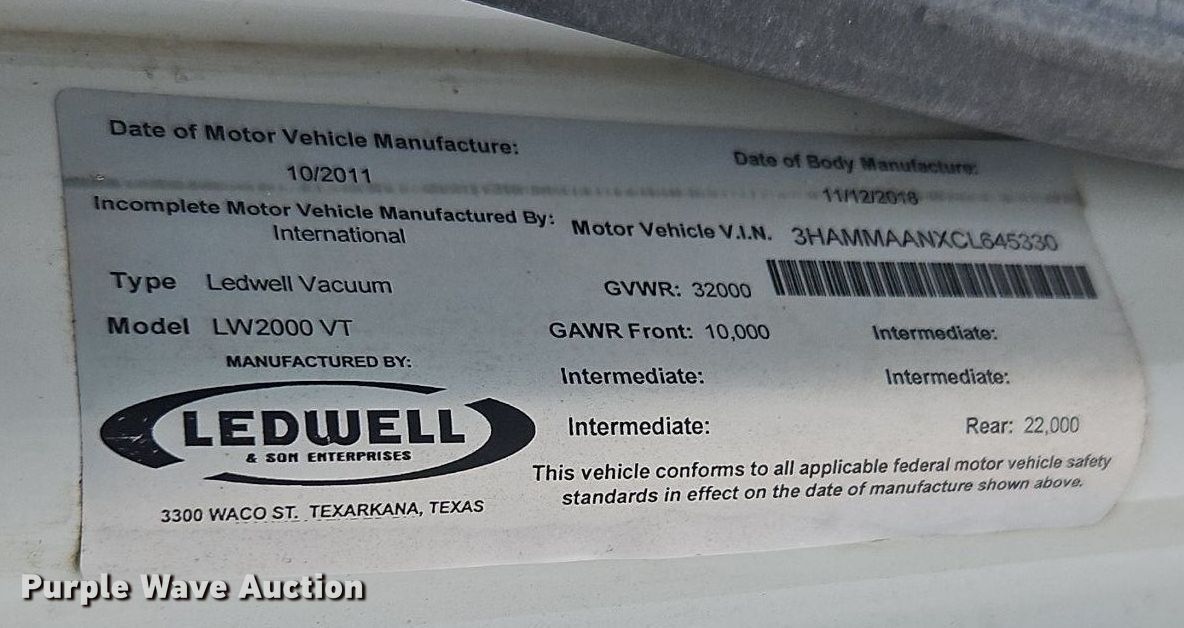 Date of Motor Vehicle Manufacture:
10/2011
Date of Body Manufacture:
11/12/2018
Incomplete Motor Vehicle Manufactured By:
International
Motor Vehicle V.I.N. 3HAMMAANXCL645330
Type Ledwell Vacuum
GVWR: 32000
Model LW2000 VT
GAWR Front: 10,000
Intermediate:
MANUFACTURED BY:
Intermediate:
Intermediate:
LEDWELL
& SON ENTERPRISES
Intermediate:
Rear: 22,000
This vehicle conforms to all applicable federal motor vehicle safety
standards in effect on the date of manufacture shown above.
3300 WACO ST. TEXARKANA, TEXAS
Purple Wave Auction